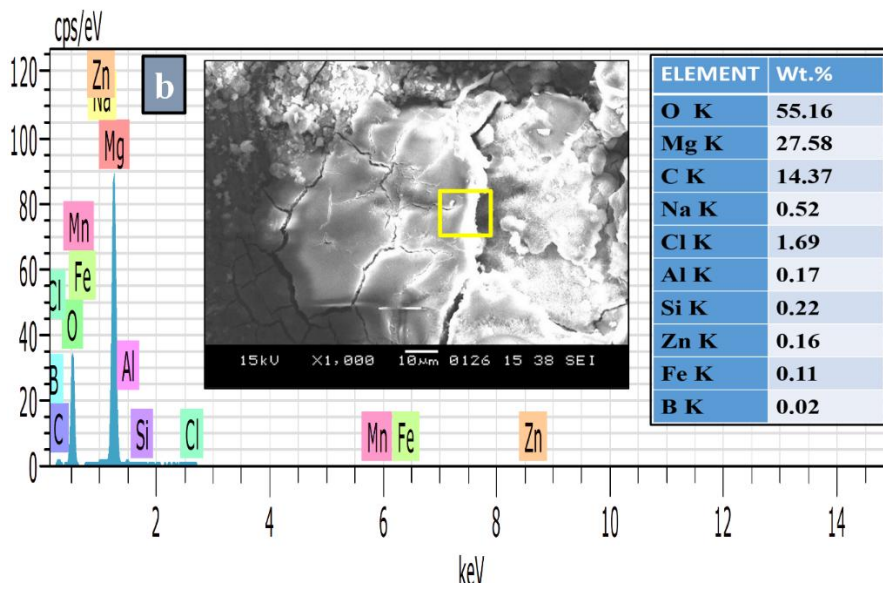 cps/eV
120
100
80
60
40
20
0
Zn
Na
Mg
Mn
Fe
Cl
O
B
C
Al
Si
Cl
Mn
Fe
Zn
b
15kU X1,000 10µm 0126 15 38 SEI
ELEMENT Wt.%
O K 55.16
Mg K 27.58
C K 14.37
Na K 0.52
Cl K 1.69
Al K 0.17
Si K 0.22
Zn K 0.16
Fe K 0.11
B K 0.02
2 4 6 8 10 12 14
keV